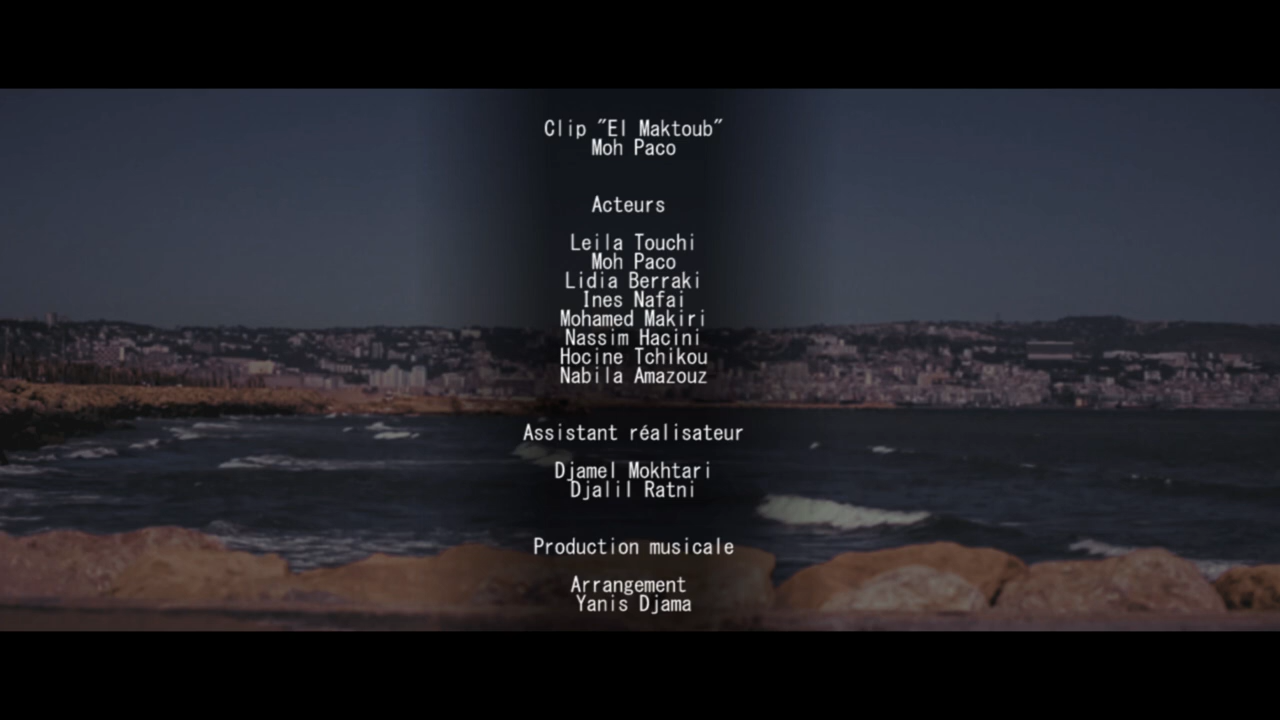 Clip "El Maktoub"
Moh Paco
Acteurs
Leila Touchi
Moh Paco
Lidia Berraki
Ines Nafai
Mohamed Makiri
Nassim Hacini
Hocine Tchikou
Nabila Amazouz
Assistant réalisateur
Djamel Mokhtari
Djalil Ratni
Production musicale
Arrangement
Yanis Djama